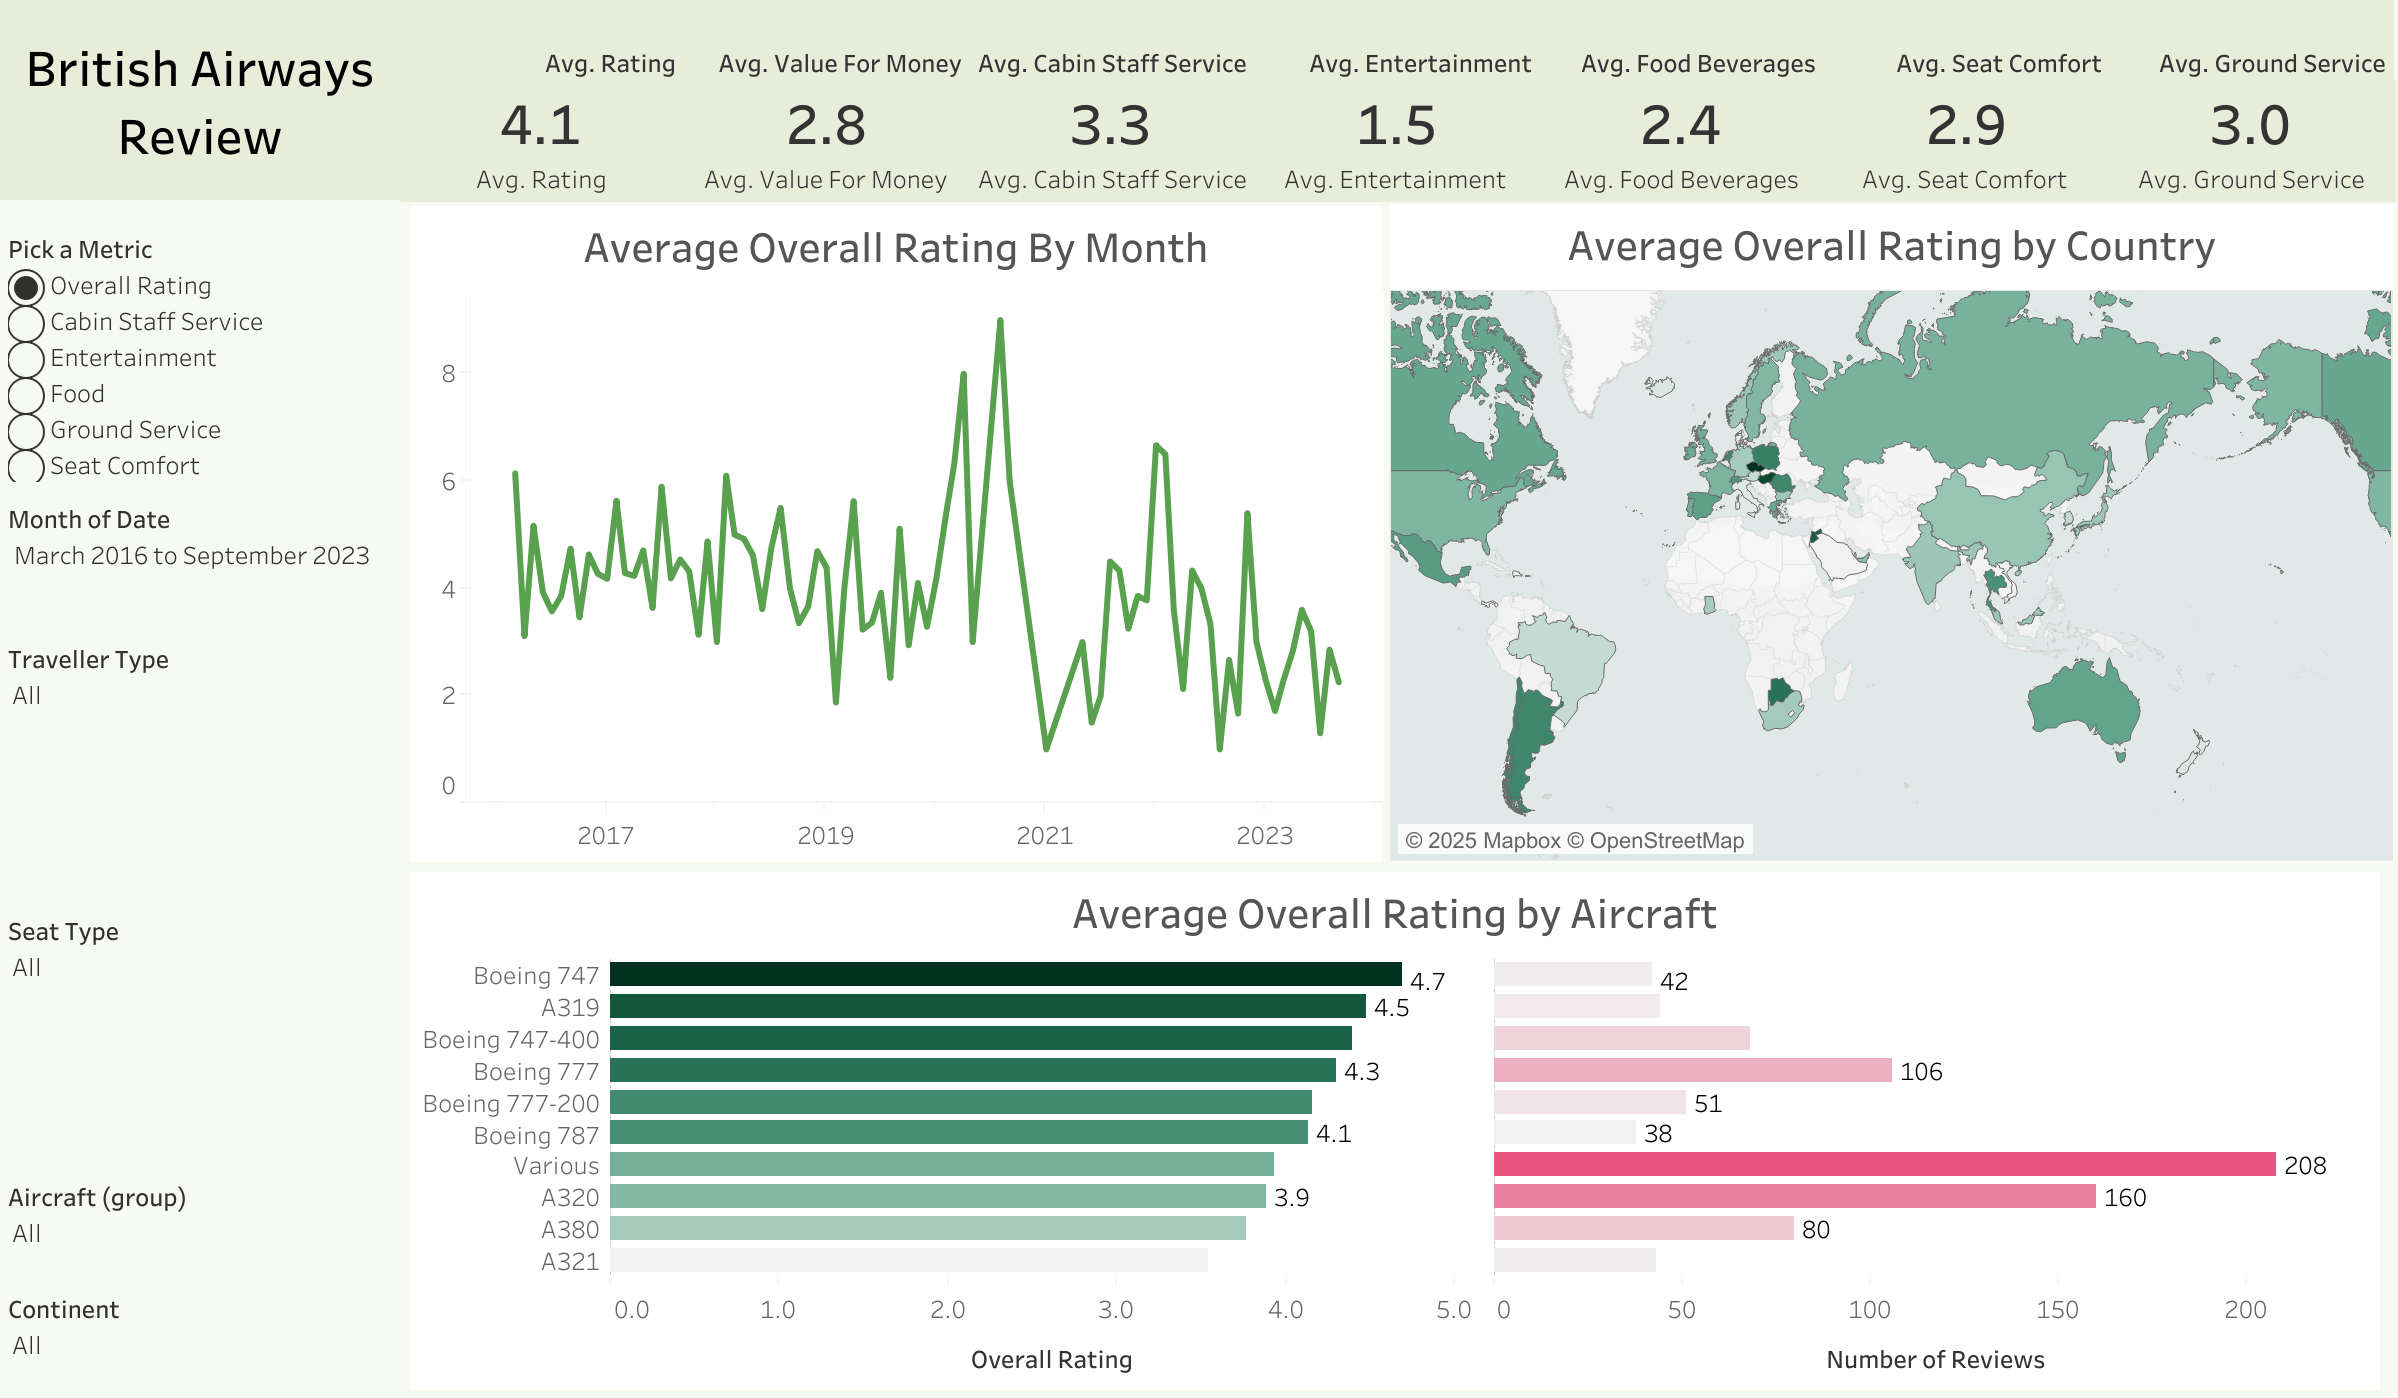 British Airways
Review
Avg. Rating
4.1
Avg. Rating
Avg. Value For Money
2.8
Avg. Value For Money
Avg. Cabin Staff Service
3.3
Avg. Cabin Staff Service
Avg. Entertainment
1.5
Avg. Entertainment
Avg. Food Beverages
2.4
Avg. Food Beverages
Avg. Seat Comfort
2.9
Avg. Seat Comfort
Avg. Ground Service
3.0
Avg. Ground Service
Pick a Metric
Overall Rating
Cabin Staff Service
Entertainment
Food
Ground Service
Seat Comfort
Month of Date
March 2016 to September 2023
Traveller Type
All
Seat Type
All
Aircraft (group)
All
Continent
All
Average Overall Rating By Month
8
6
4
2
0
2017 2019 2021 2023
Average Overall Rating by Country
© 2025 Mapbox © OpenStreetMap
Average Overall Rating by Aircraft
Boeing 747 4.7 42
A319 4.5
Boeing 747-400
Boeing 777 4.3 106
Boeing 777-200 51
Boeing 787 4.1 38
Various 208
A320 3.9 160
A380 80
A321
0.0 1.0 2.0 3.0 4.0 5.0 0 50 100 150 200
Overall Rating Number of Reviews